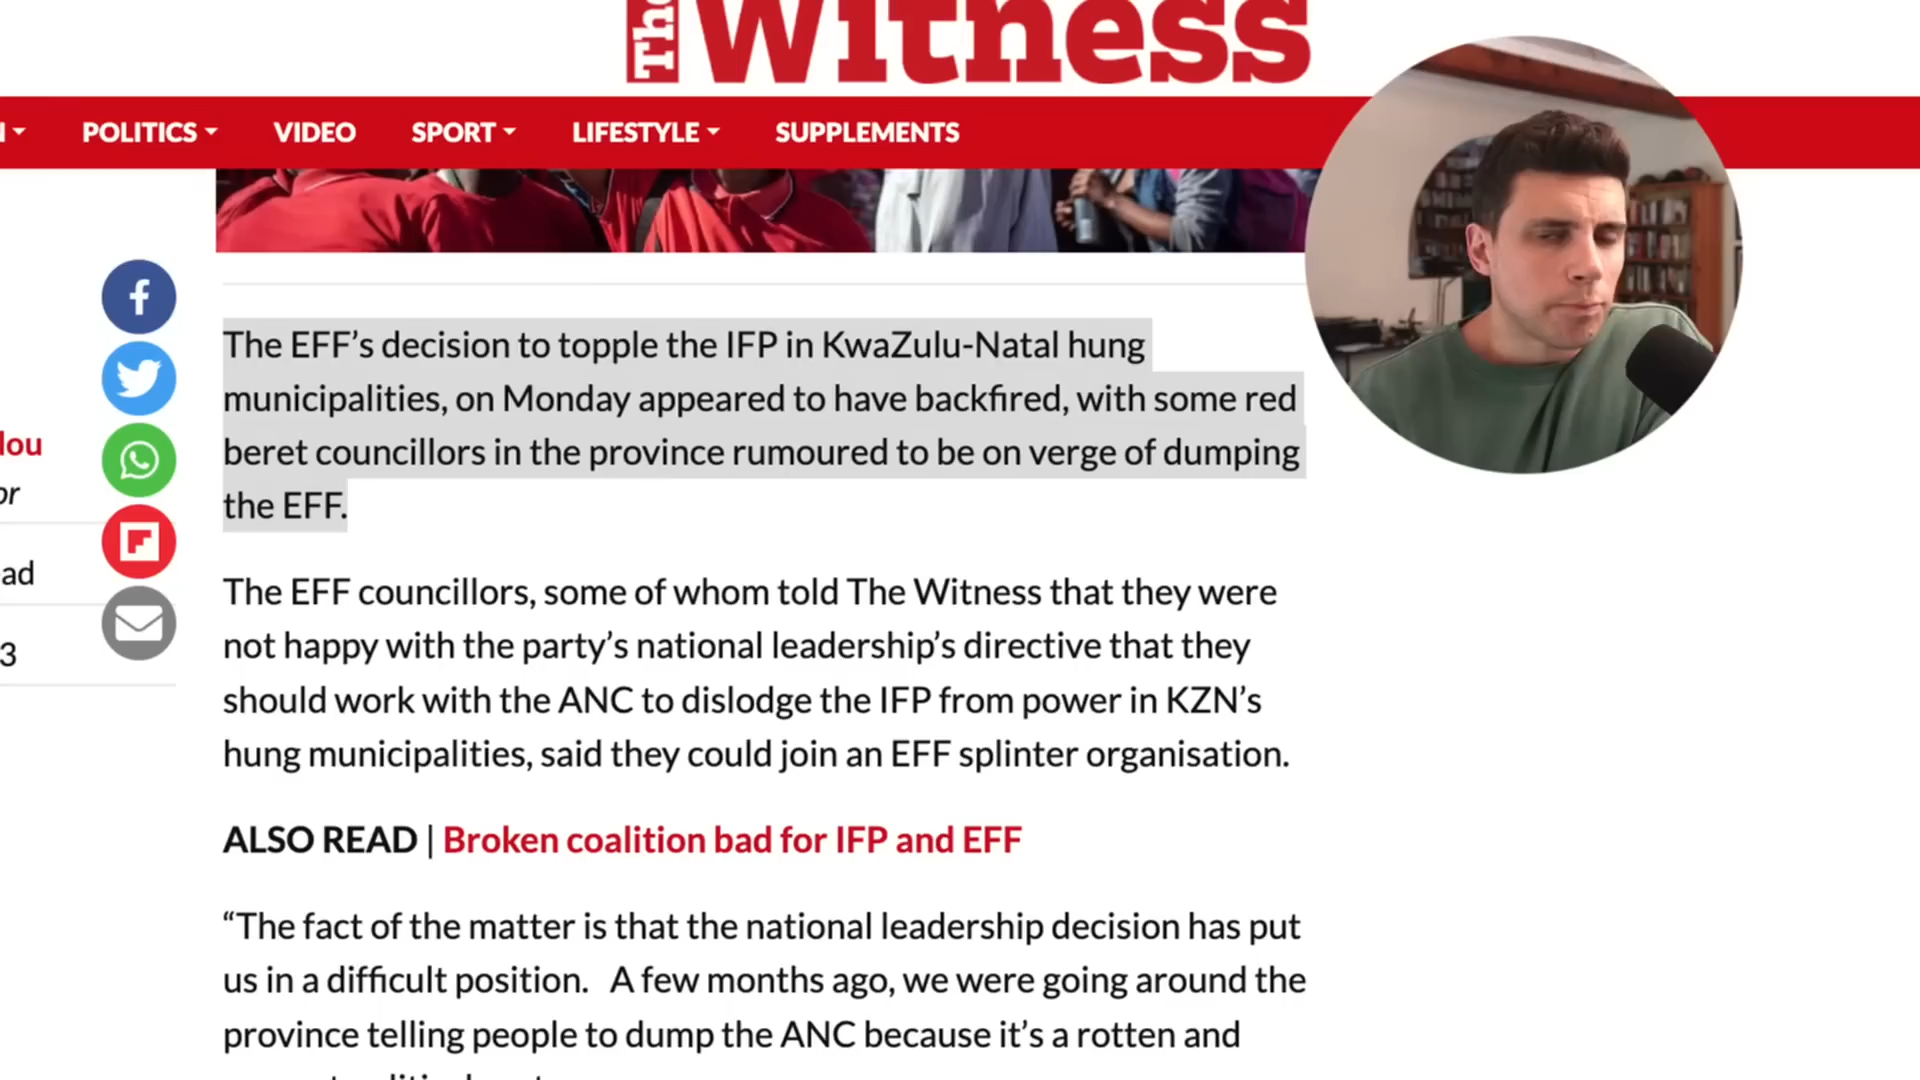 The Witness
POLITICS VIDEO SPORT LIFESTYLE SUPPLEMENTS
The EFF’s decision to topple the IFP in KwaZulu-Natal hung
municipalities, on Monday appeared to have backfired, with some red
beret councillors in the province rumoured to be on verge of dumping
the EFF.
The EFF councillors, some of whom told The Witness that they were
not happy with the party’s national leadership’s directive that they
should work with the ANC to dislodge the IFP from power in KZN’s
hung municipalities, said they could join an EFF splinter organisation.
ALSO READ | Broken coalition bad for IFP and EFF
“The fact of the matter is that the national leadership decision has put
us in a difficult position. A few months ago, we were going around the
province telling people to dump the ANC because it’s a rotten and